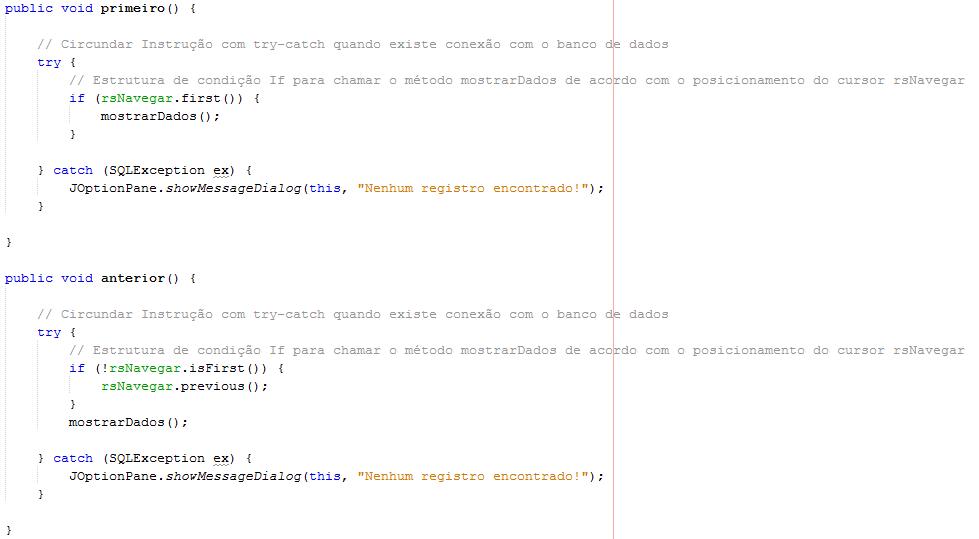 public void primeiro() {
// Circundar Instrução com try-catch quando existe conexão com o banco de dados
try {
// Estrutura de condição If para chamar o método mostrarDados de acordo com o posicionamento do cursor rsNavegar
if (rsNavegar.first()) {
mostrarDados();
}
} catch (SQLException ex) {
JOptionPane.showMessageDialog(this, "Nenhum registro encontrado!");
}
}
public void anterior() {
// Circundar Instrução com try-catch quando existe conexão com o banco de dados
try {
// Estrutura de condição If para chamar o método mostrarDados de acordo com o posicionamento do cursor rsNavegar
if (!rsNavegar.isFirst()) {
rsNavegar.previous();
}
mostrarDados();
} catch (SQLException ex) {
JOptionPane.showMessageDialog(this, "Nenhum registro encontrado!");
}
}